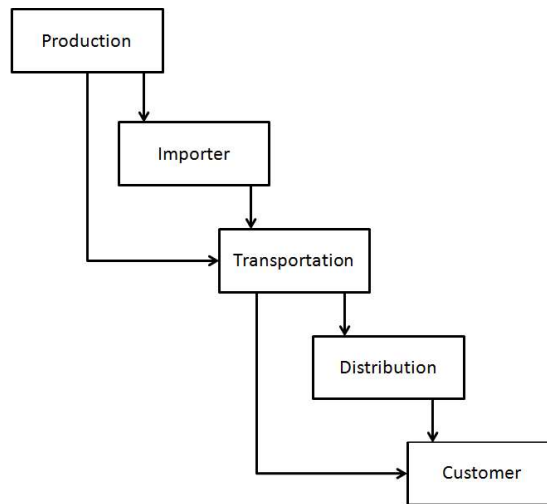 Production
Importer
Transportation
Distribution
Customer